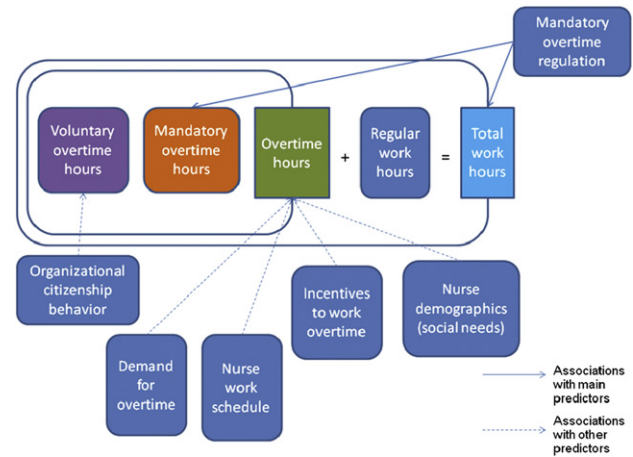 Mandatory
overtime
regulation
Voluntary
overtime
hours
Mandatory
overtime
hours
Overtime
hours
+
Regular
work
hours
=
Total
work
hours
Organizational
citizenship
behavior
Demand
for
overtime
Nurse
work
schedule
Incentives
to work
overtime
Nurse
demographics
(social needs)
Associations
with main
predictors
Associations
with other
predictors